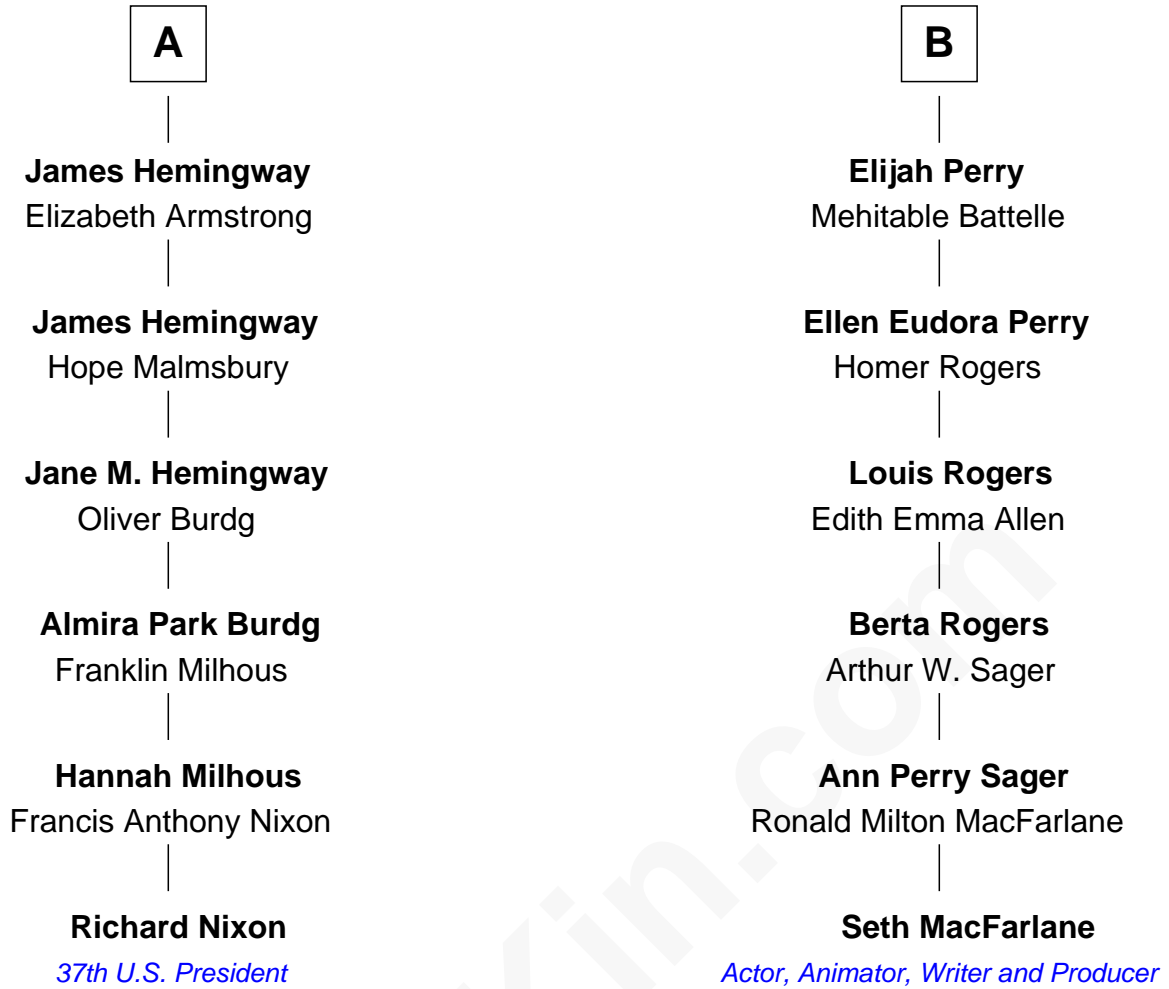 A
James Hemingway
Elizabeth Armstrong
James Hemingway
Hope Malmsbury
Jane M. Hemingway
Oliver Burdg
Almira Park Burdg
Franklin Milhous
Hannah Milhous
Francis Anthony Nixon
Richard Nixon
37th U.S. President
B
Elijah Perry
Mehitable Battelle
Ellen Eudora Perry
Homer Rogers
Louis Rogers
Edith Emma Allen
Berta Rogers
Arthur W. Sager
Ann Perry Sager
Ronald Milton MacFarlane
Seth MacFarlane
Actor, Animator, Writer and Producer